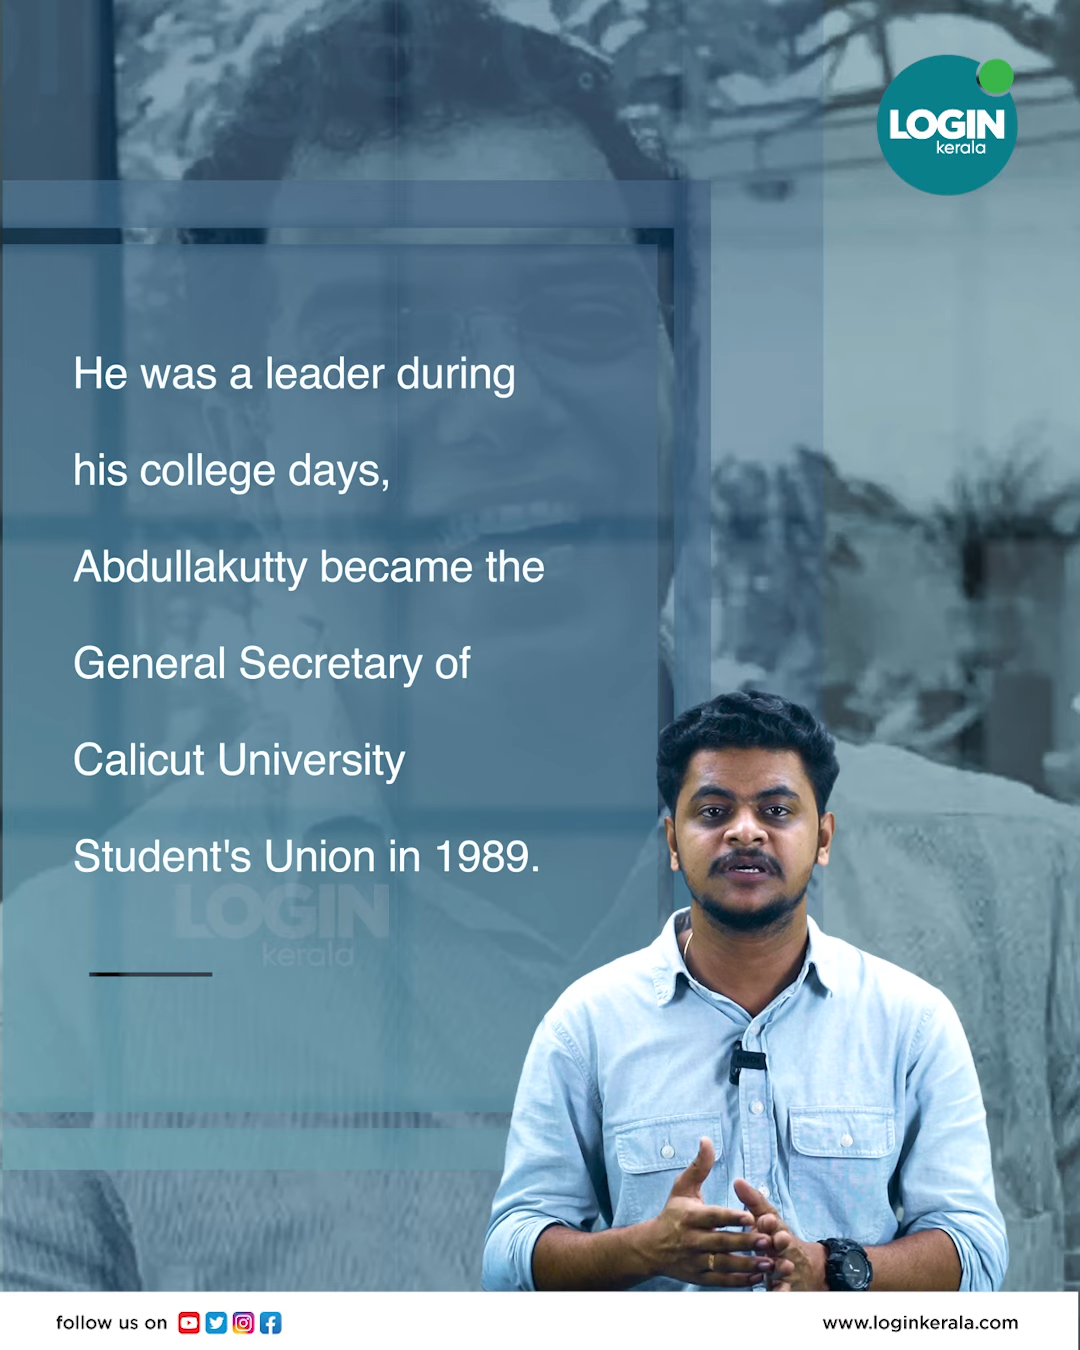 LOGIN
kerala
He was a leader during
his college days,
Abdullakutty became the
General Secretary of
Calicut University
Student's Union in 1989.
LOGIN
kerala
follow us on
www.loginkerala.com